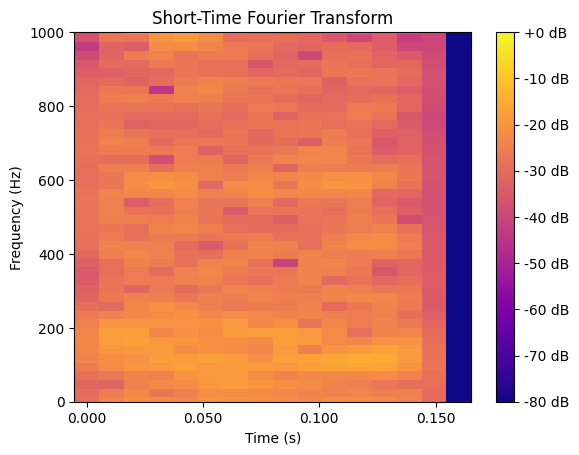 Short-Time Fourier Transform
1000
800
600
400
200
0
Frequency (Hz)
0.000
0.050
0.100
0.150
Time (s)
+0 dB
-10 dB
-20 dB
-30 dB
-40 dB
-50 dB
-60 dB
-70 dB
-80 dB